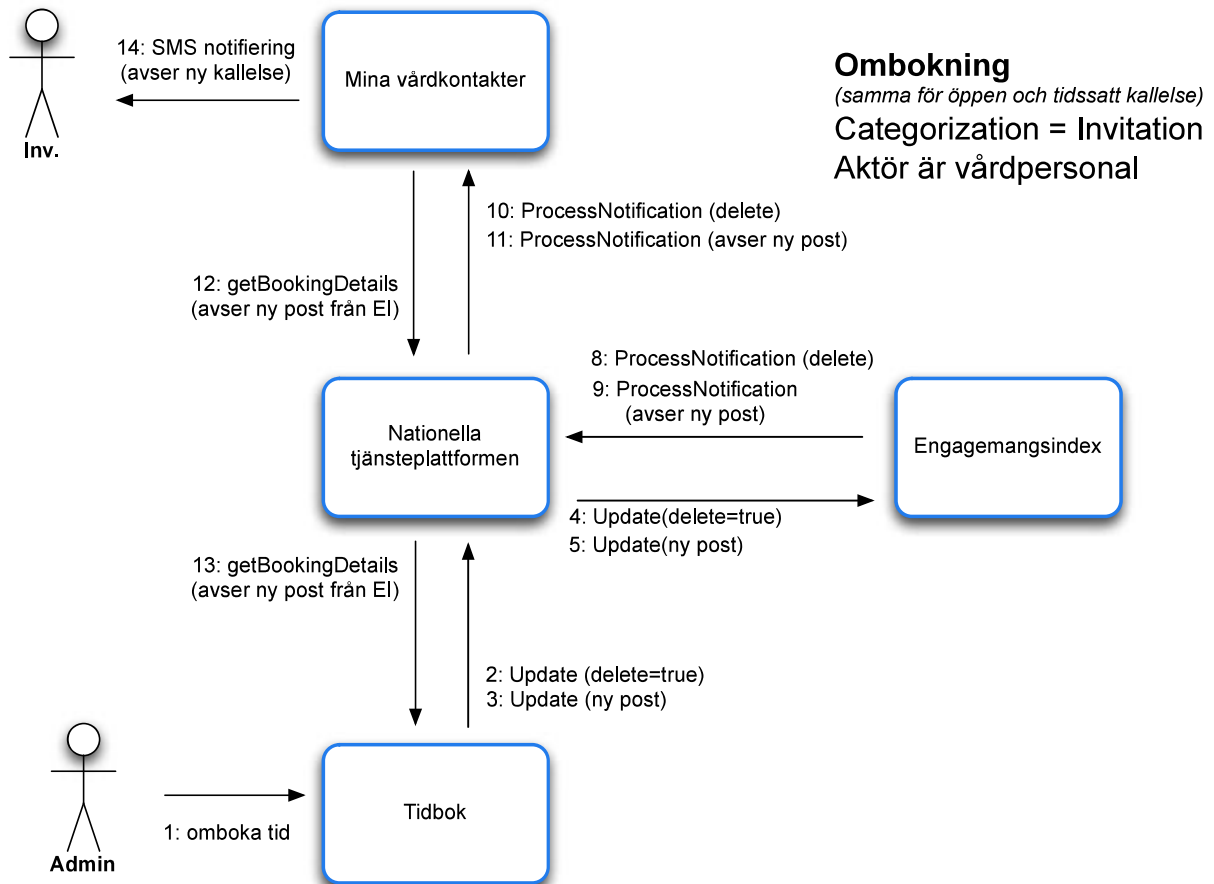 14: SMS notifiering
(avser ny kallelse)
Inv.
Mina vårdkontakter
Ombokning
(samma för öppen och tidssatt kallelse)
Categorization = Invitation
Aktör är vårdpersonal
10: ProcessNotification (delete)
11: ProcessNotification (avser ny post)
12: getBookingDetails
(avser ny post från EI)
8: ProcessNotification (delete)
9: ProcessNotification
(avser ny post)
Nationella
tjänsteplattformen
Engagemangsindex
4: Update(delete=true)
5: Update(ny post)
13: getBookingDetails
(avser ny post från EI)
2: Update (delete=true)
3: Update (ny post)
Tidbok
1: omboka tid
Admin